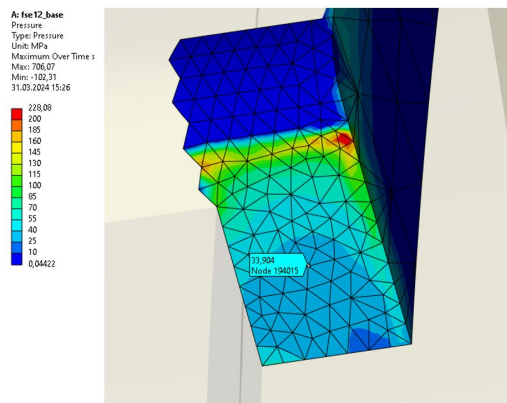 A: fse12_base
Pressure
Type: Pressure
Unit: MPa
Maximum Over Time s
Max: 706,07
Min: -102,31
31.03.2024 15:26
228,08
200
185
160
145
130
115
100
85
70
55
40
25
10
0,04422
33,904
Node 194015